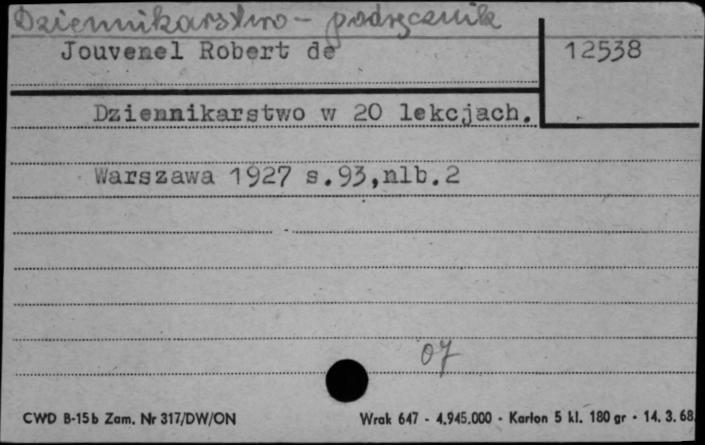 Dziennikarstwo - podręcznik
Jouvenel Robert de
12538
Dziennikarstwo w 20 lekcjach.
Warszawa 1927 s.93,nlb.2
07
CWD B-15b Zam. Nr 317/DW/ON
Wrak 647 - 4.945.000 - Karton 5 kl. 180 gr - 14. 3. 68.